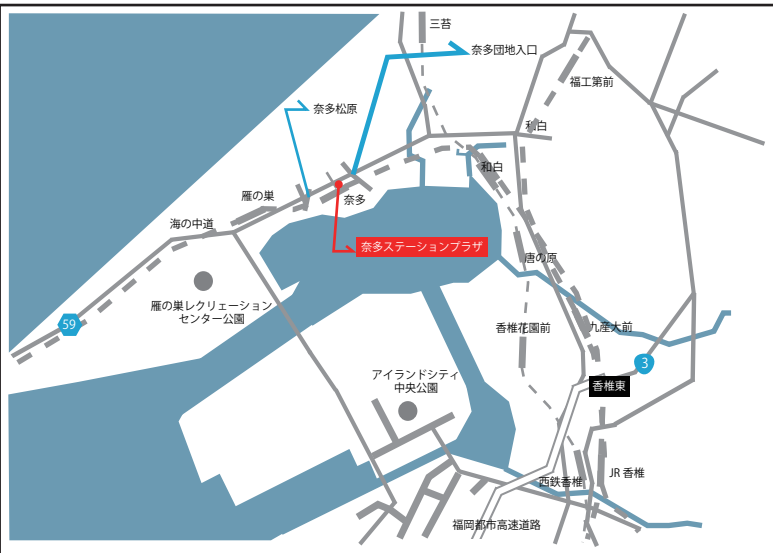 三苫
奈多団地入口
福工第前
奈多松原
和白
和白
雁の巣
奈多
海の中道
奈多ステーションプラザ
唐の原
雁の巣レクリェーション
センター公園
59
香椎花園前
九産大前
3
アイランドシティ
中央公園
香椎東
西鉄香椎
JR 香椎
福岡都市高速道路